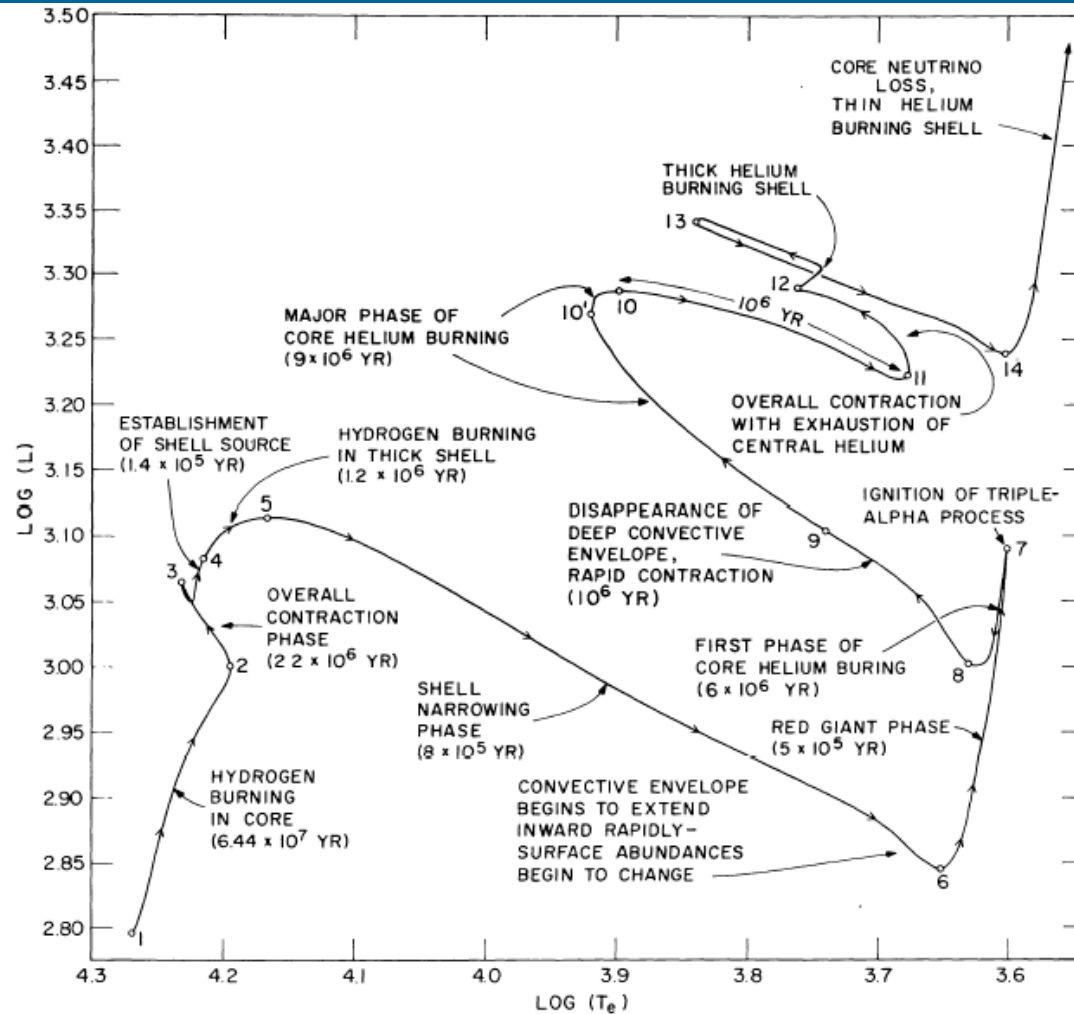 3.50
3.45
3.40
3.35
3.30
3.25
3.20
3.15
3.10
3.05
3.00
2.95
2.90
2.85
2.80
LOG (L)
CORE NEUTRINO
LOSS,
THIN HELIUM
BURNING SHELL
THICK HELIUM
BURNING SHELL
13
12
10'
10
10⁶ YR
11
14
MAJOR PHASE OF
CORE HELIUM BURNING
(9 x 10⁶ YR)
OVERALL CONTRACTION
WITH EXHAUSTION OF
CENTRAL HELIUM
ESTABLISHMENT
OF SHELL SOURCE
(1.4 x 10⁵ YR)
HYDROGEN BURNING
IN THICK SHELL
(1.2 x 10⁶ YR)
5
4
3
DISAPPEARANCE OF
DEEP CONVECTIVE
ENVELOPE,
RAPID CONTRACTION
(10⁶ YR)
9
IGNITION OF TRIPLE-
ALPHA PROCESS
7
OVERALL
CONTRACTION
PHASE
(2.2 x 10⁶ YR)
2
FIRST PHASE OF
CORE HELIUM BURING
(6 x 10⁶ YR)
8
SHELL
NARROWING
PHASE
(8 x 10⁵ YR)
RED GIANT PHASE
(5 x 10⁵ YR)
HYDROGEN
BURNING
IN CORE
(6.44 x 10⁷ YR)
CONVECTIVE ENVELOPE
BEGINS TO EXTEND
INWARD RAPIDLY-
SURFACE ABUNDANCES
BEGIN TO CHANGE
6
1
4.3
4.2
4.1
4.0
3.9
3.8
3.7
3.6
LOG (Tₑ)